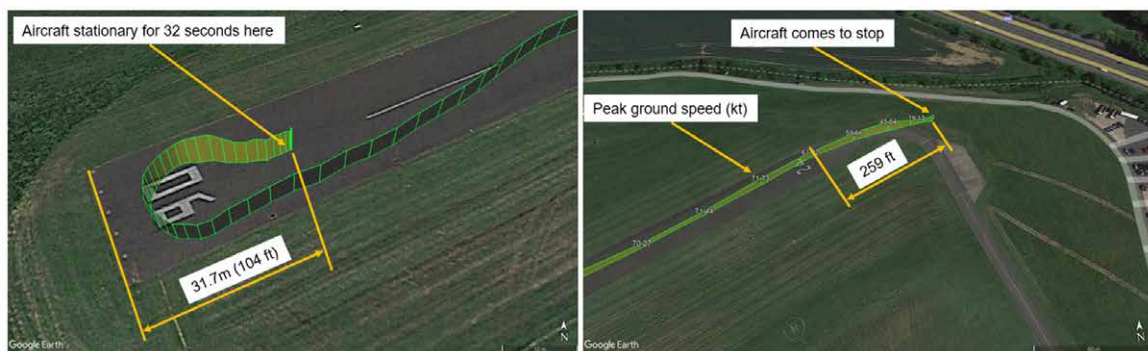 Aircraft stationary for 32 seconds here
31.7m (104 ft)
Google Earth
N
Aircraft comes to stop
Peak ground speed (kt)
259 ft
Google Earth
N